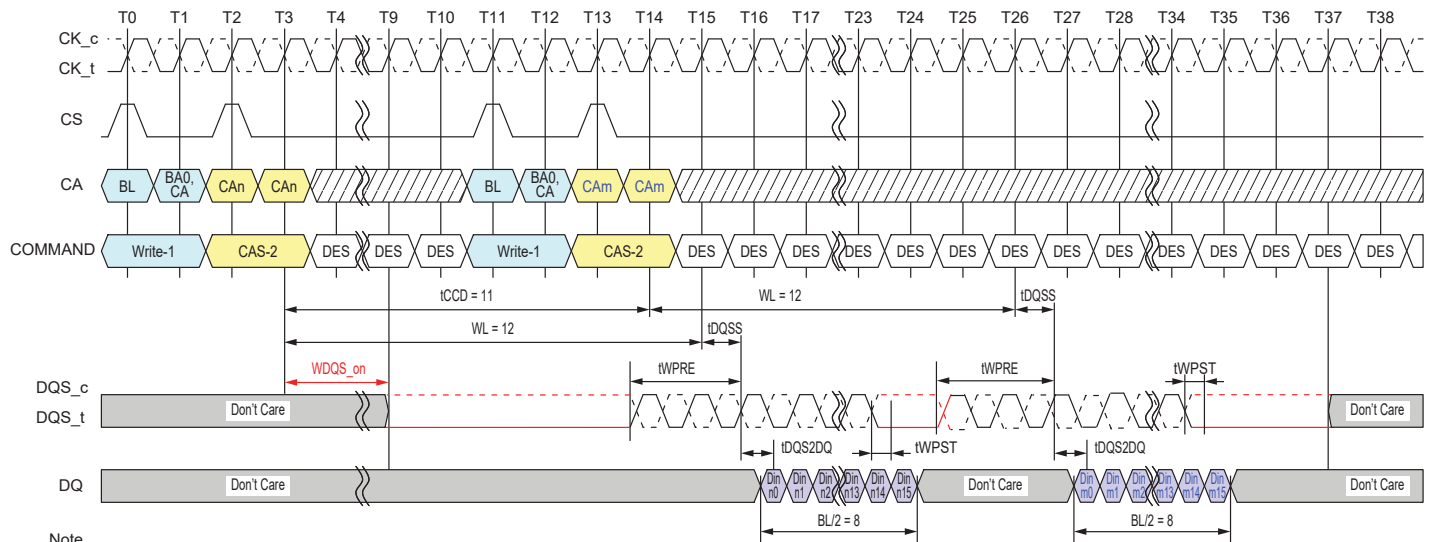 T0 T1 T2 T3 T4 T9 T10 T11 T12 T13 T14 T15 T16 T17 T23 T24 T25 T26 T27 T28 T34 T35 T36 T37 T38
CK_c
CK_t
CS
CA BL BA0, CA CAn CAn BL BA0, CA CAm CAm
COMMAND Write-1 CAS-2 DES DES DES Write-1 CAS-2 DES DES DES DES DES DES DES DES DES DES DES DES DES DES
tCCD = 11 WL = 12 tDQSS
WL = 12 tDQSS
WDQS_on tWPRE tWPRE tWPST
DQS_c
DQS_t Don't Care Don't Care
tDQS2DQ tWPST tDQS2DQ
DQ Don't Care Din n0 Din n1 Din n2 Din n13 Din n14 Din n15 Don't Care Din m0 Din m1 Din m2 Din m13 Din m14 Din m15 Don't Care
BL/2 = 8 BL/2 = 8
Note